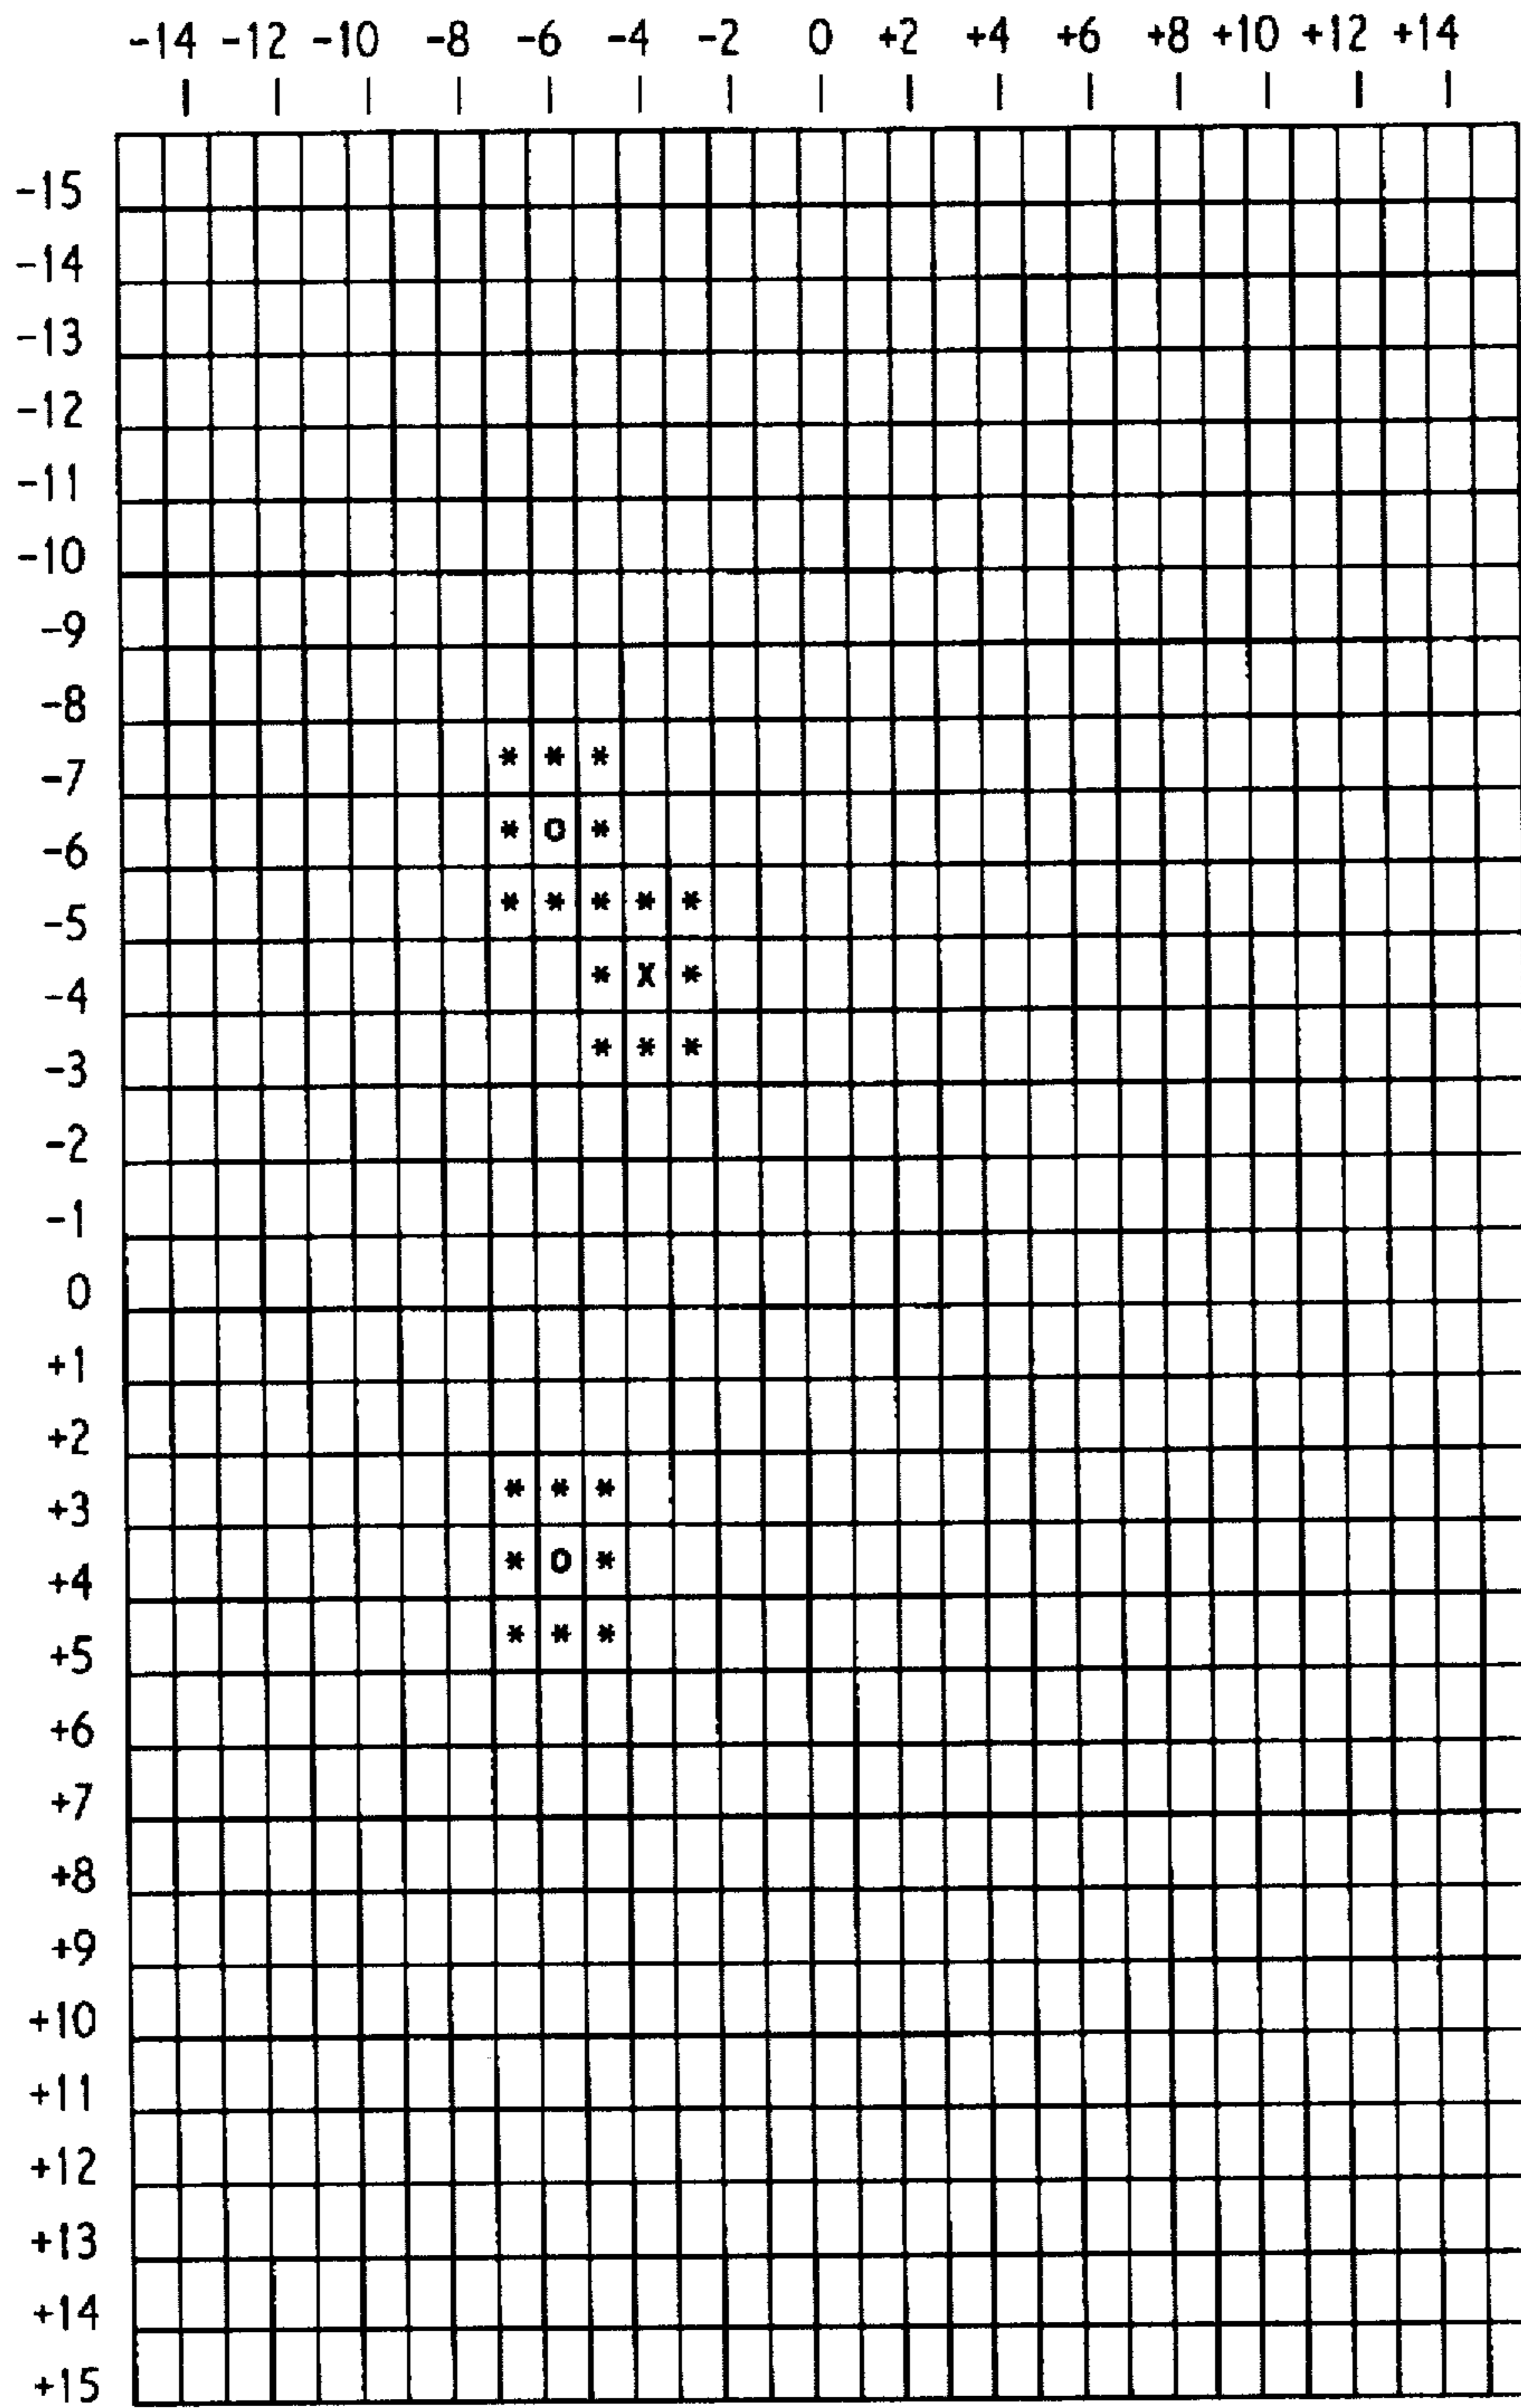 -14 -12 -10 -8 -6 -4 -2 0 +2 +4 +6 +8 +10 +12 +14
-15
-14
-13
-12
-11
-10
-9
-8
-7 * * *
-6 * O *
-5 * * * * *
-4 * X *
-3 * * *
-2
-1
0
+1
+2
+3 * * *
+4 * O *
+5 * * *
+6
+7
+8
+9
+10
+11
+12
+13
+14
+15